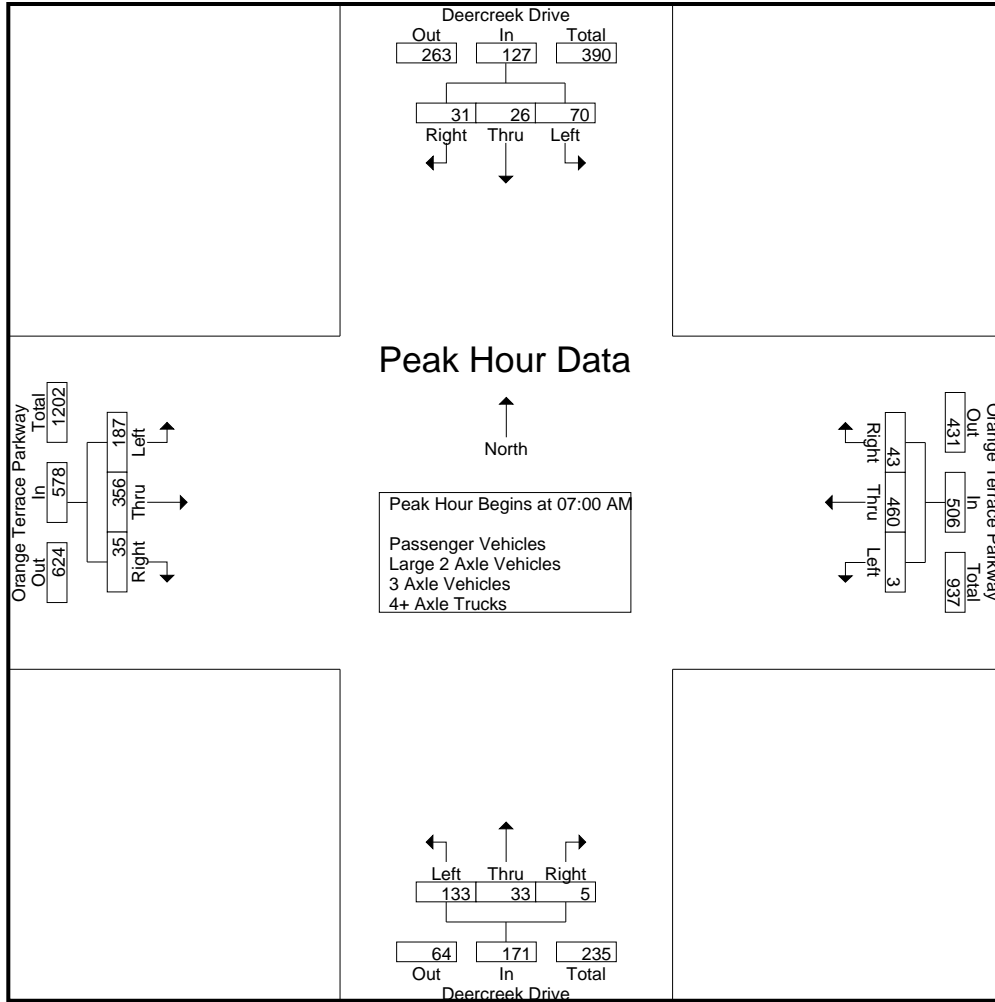 Deercreek Drive
Out In Total
263 127 390
31 26 70
Right Thru Left
Peak Hour Data
North
Peak Hour Begins at 07:00 AM
Passenger Vehicles
Large 2 Axle Vehicles
3 Axle Vehicles
4+ Axle Trucks
Orange Terrace Parkway
Out In Total
624 578 1202
35 356 187
Right Thru Left
Orange Terrace Parkway
Out In Total
431 506 937
43 460 3
Right Thru Left
Left Thru Right
133 33 5
64 171 235
Out In Total
Deercreek Drive